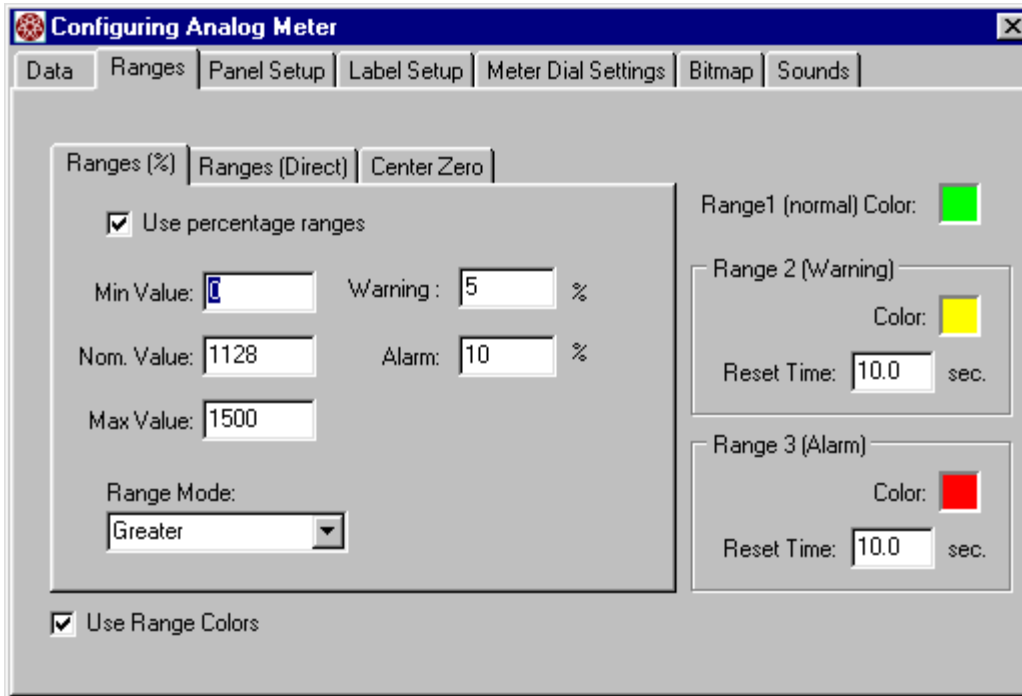 Configuring Analog Meter
Data Ranges Panel Setup Label Setup Meter Dial Settings Bitmap Sounds
Ranges (%) Ranges (Direct) Center Zero
Use percentage ranges
Min Value: 0 Warning : 5 %
Nom. Value: 1128 Alarm: 10 %
Max Value: 1500
Range Mode:
Greater
Range1 (normal) Color:
Range 2 (Warning)
Color:
Reset Time: 10.0 sec.
Range 3 (Alarm)
Color:
Reset Time: 10.0 sec.
Use Range Colors